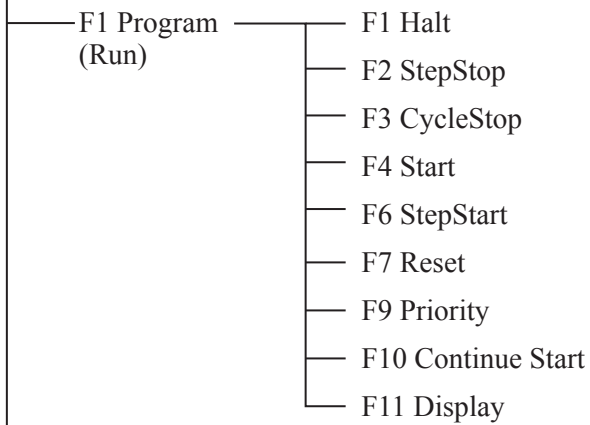 F1 Program
(Run)
F1 Halt
F2 StepStop
F3 CycleStop
F4 Start
F6 StepStart
F7 Reset
F9 Priority
F10 Continue Start
F11 Display